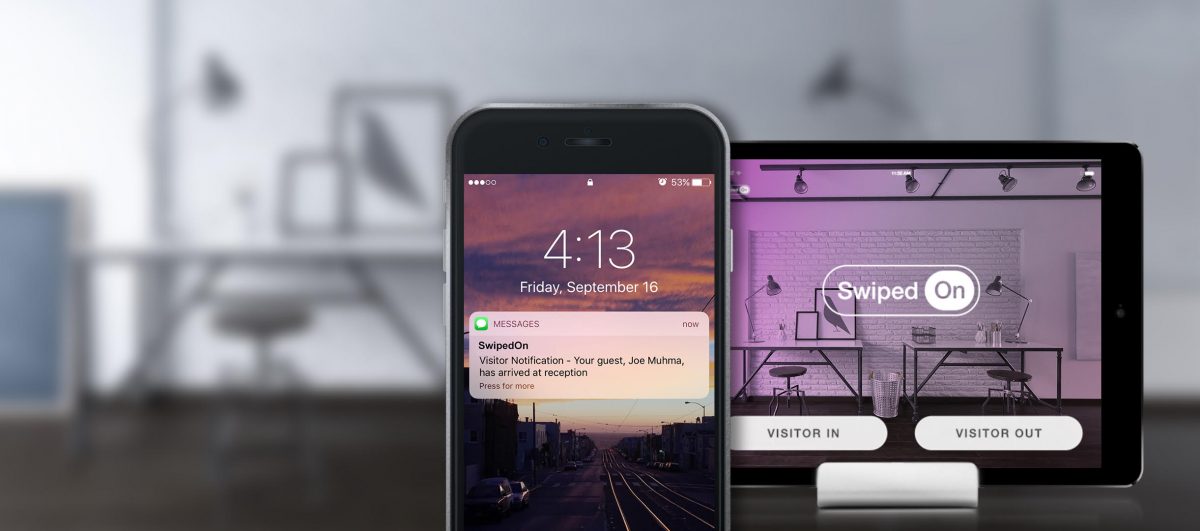 53%
4:13
Friday, September 16
MESSAGES now
SwipedOn
Visitor Notification - Your guest, Joe Muhma,
has arrived at reception
Press for more
On
Swiped On
VISITOR IN VISITOR OUT